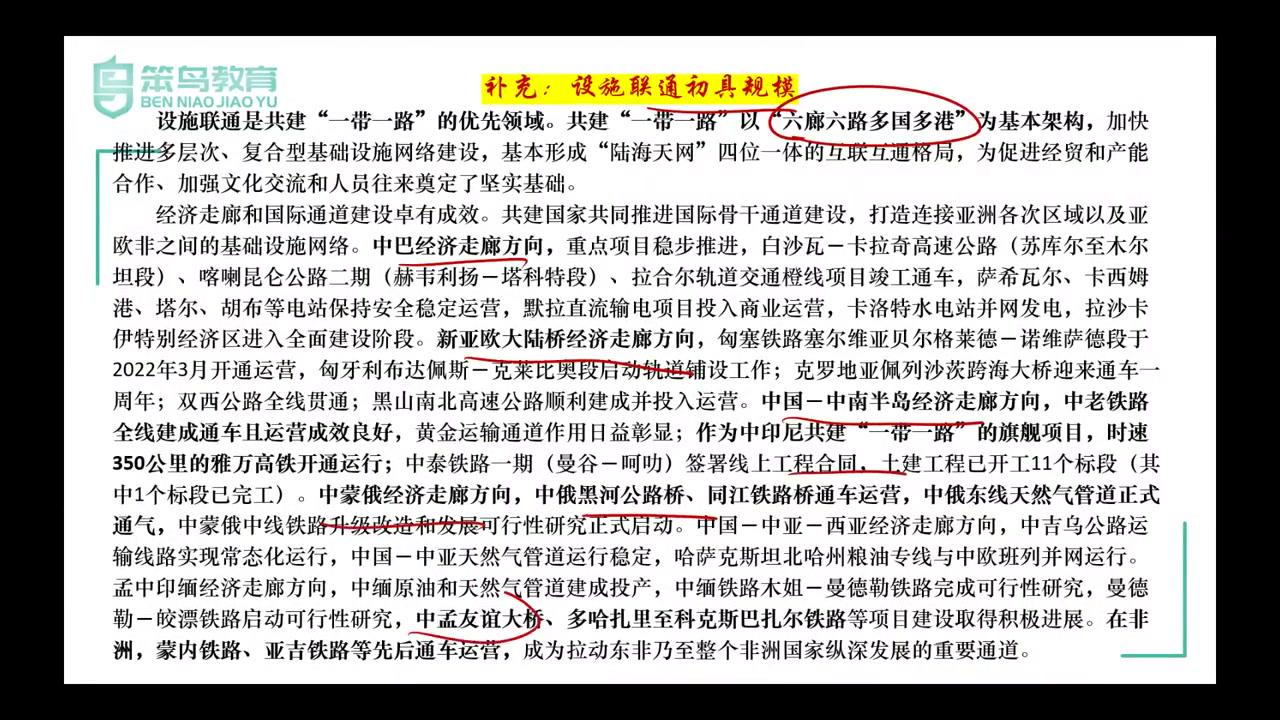 笨鸟教育
BEN NIAO JIAO YU
补充：设施联通初具规模
设施联通是共建“一带一路”的优先领域。共建“一带一路”以“六廊六路多国多港”为基本架构，加快
推进多层次、复合型基础设施网络建设，基本形成“陆海天网”四位一体的互联互通格局，为促进经贸和产能
合作、加强文化交流和人员往来奠定了坚实基础。
经济走廊和国际通道建设卓有成效。共建国家共同推进国际骨干通道建设，打造连接亚洲各次区域以及亚
欧非之间的基础设施网络。中巴经济走廊方向，重点项目稳步推进，白沙瓦－卡拉奇高速公路（苏库尔至木尔
坦段）、喀喇昆仑公路二期（赫韦利扬－塔科特段）、拉合尔轨道交通橙线项目竣工通车，萨希瓦尔、卡西姆
港、塔尔、胡布等电站保持安全稳定运营，默拉直流输电项目投入商业运营，卡洛特水电站并网发电，拉沙卡
伊特别经济区进入全面建设阶段。新亚欧大陆桥经济走廊方向，匈塞铁路塞尔维亚贝尔格莱德－诺维萨德段于
2022年3月开通运营，匈牙利布达佩斯－克莱比奥段启动轨道铺设工作；克罗地亚佩列沙茨跨海大桥迎来通车一
周年；双西公路全线贯通；黑山南北高速公路顺利建成并投入运营。中国－中南半岛经济走廊方向，中老铁路
全线建成通车且运营成效良好，黄金运输通道作用日益彰显；作为中印尼共建“一带一路”的旗舰项目，时速
350公里的雅万高铁开通运行；中泰铁路一期（曼谷－呵叻）签署线上工程合同，土建工程已开工11个标段（其
中1个标段已完工）。中蒙俄经济走廊方向，中俄黑河公路桥、同江铁路桥通车运营，中俄东线天然气管道正式
通气，中蒙俄中线铁路升级改造和发展可行性研究正式启动。中国－中亚－西亚经济走廊方向，中吉乌公路运
输线路实现常态化运行，中国－中亚天然气管道运行稳定，哈萨克斯坦北哈州粮油专线与中欧班列并网运行。
孟中印缅经济走廊方向，中缅原油和天然气管道建成投产，中缅铁路木姐－曼德勒铁路完成可行性研究，曼德
勒－皎漂铁路启动可行性研究，中孟友谊大桥、多哈扎里至科克斯巴扎尔铁路等项目建设取得积极进展。在非
洲，蒙内铁路、亚吉铁路等先后通车运营，成为拉动东非乃至整个非洲国家纵深发展的重要通道。